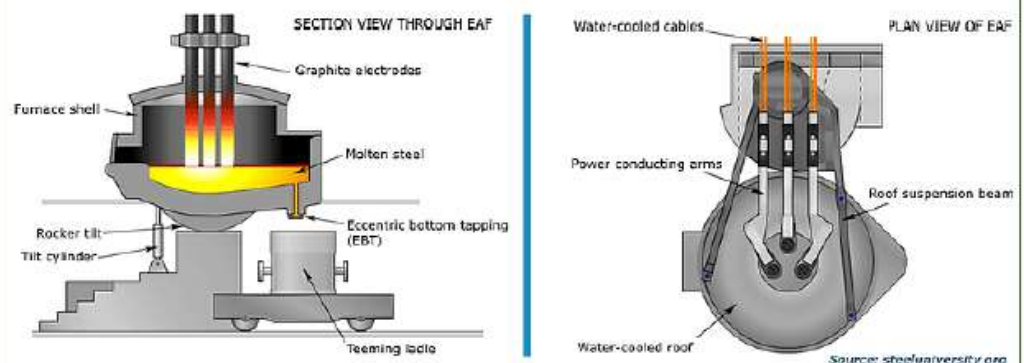 SECTION VIEW THROUGH EAF
Graphite electrodes
Furnace shell
Molten steel
Eccentric bottom tapping
(EBT)
Rocker tilt
Tilt cylinder
Teeming ladle
PLAN VIEW OF EAF
Water-cooled cables
Power conducting arms
Roof suspension beam
Water-cooled roof
Source: steeluniversity.org